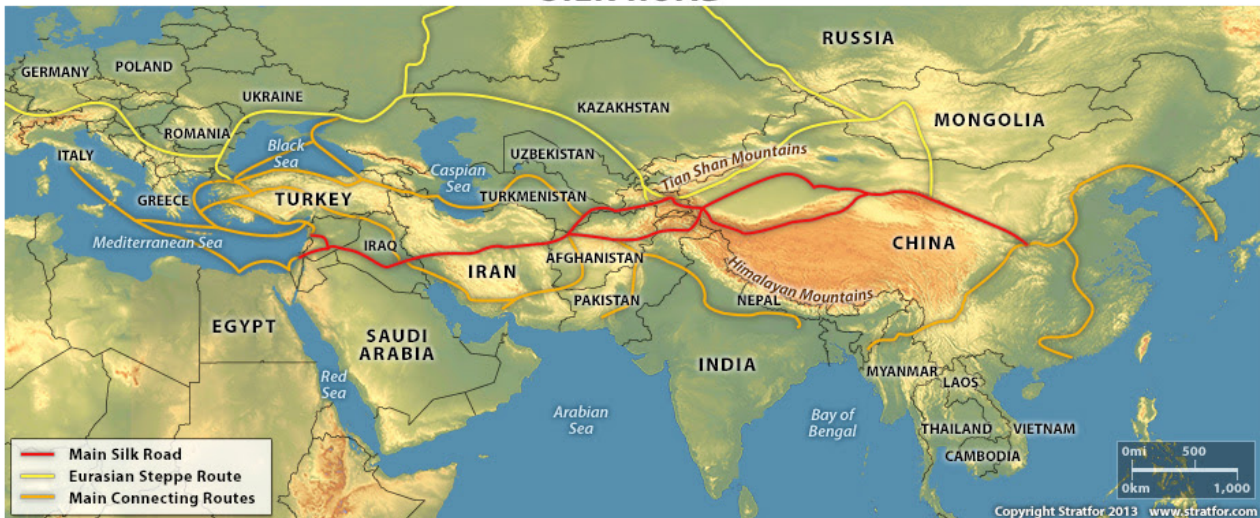 RUSSIA
GERMANY
POLAND
UKRAINE
KAZAKHSTAN
MONGOLIA
ROMANIA
ITALY
Black
Sea
UZBEKISTAN
Tian Shan Mountains
Caspian
Sea
GREECE
TURKEY
TURKMENISTAN
Mediterranean Sea
IRAQ
IRAN
AFGHANISTAN
CHINA
Himalayan Mountains
PAKISTAN
NEPAL
EGYPT
SAUDI
ARABIA
INDIA
MYANMAR
LAOS
Red
Sea
Arabian
Sea
Bay of
Bengal
THAILAND
VIETNAM
CAMBODIA
Main Silk Road
Eurasian Steppe Route
Main Connecting Routes
0mi 500
0km 1,000
Copyright Stratfor 2013 www.stratfor.com